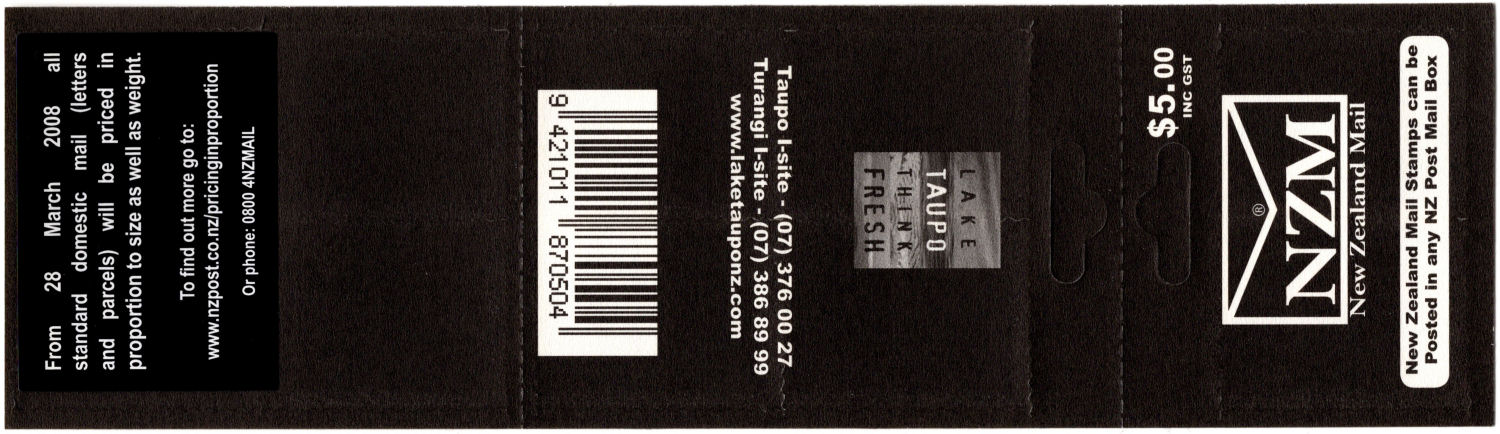 From 28 March 2008 all
standard domestic mail (letters
and parcels) will be priced in
proportion to size as well as weight.
To find out more go to:
www.nzpost.co.nz/pricinginproportion
Or phone: 0800 4NZMAIL
9 421011 870504
Taupo I-site - (07) 376 00 27
Turangi I-site - (07) 386 89 99
www.laketauponz.com
LAKE
TAUPO
THINK
FRESH
$5.00
INC GST
NZM
®
New Zealand Mail
New Zealand Mail Stamps can be
Posted in any NZ Post Mail Box